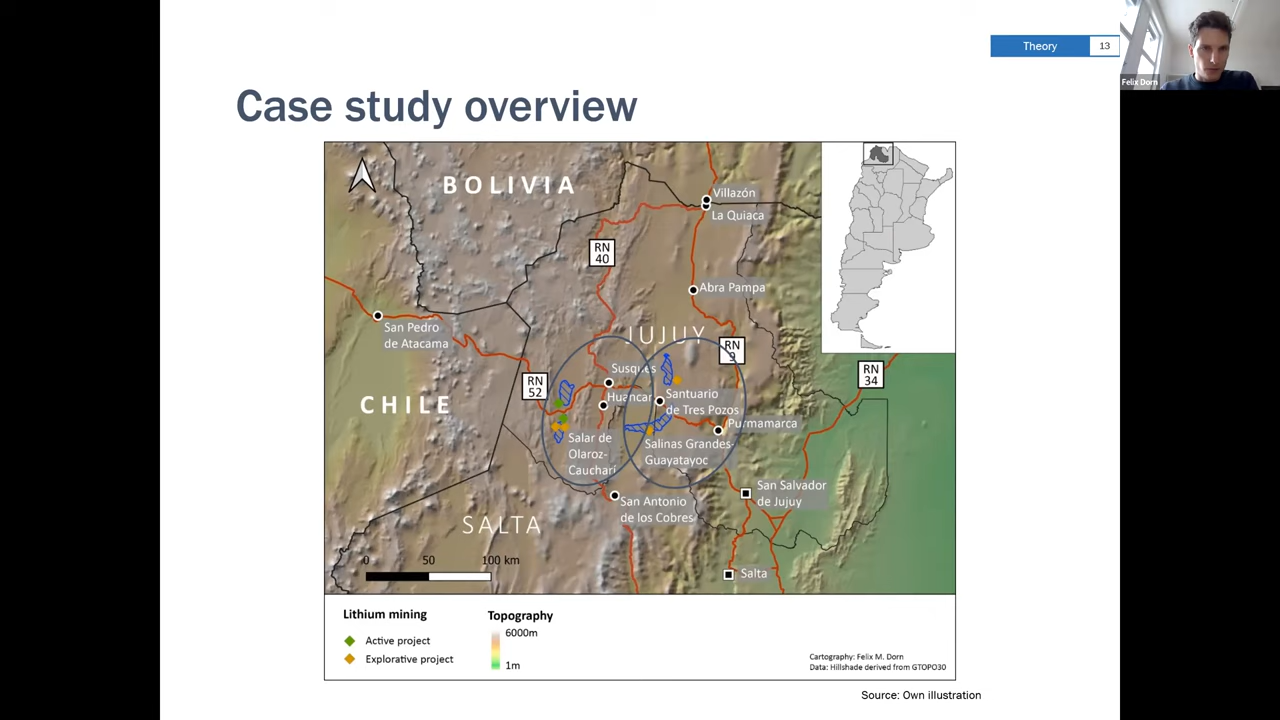 Theory 13
Felix Dorn
Case study overview
BOLIVIA
Villazón
La Quiaca
RN
40
Abra Pampa
San Pedro
de Atacama
JUJUY
RN
9
RN
34
RN
52
Susques
Huancar
CHILE
Santuario
de Tres Pozos
Purmamarca
Salar de
Olaroz-
Cauchari
Salinas Grandes-
Guayatayoc
San Salvador
de Jujuy
San Antonio
de los Cobres
SALTA
0 50 100 km
Salta
Lithium mining
Active project
Explorative project
Topography
6000m
1m
Cartography: Felix M. Dorn
Data: Hillshade derived from GTOPO30
Source: Own illustration